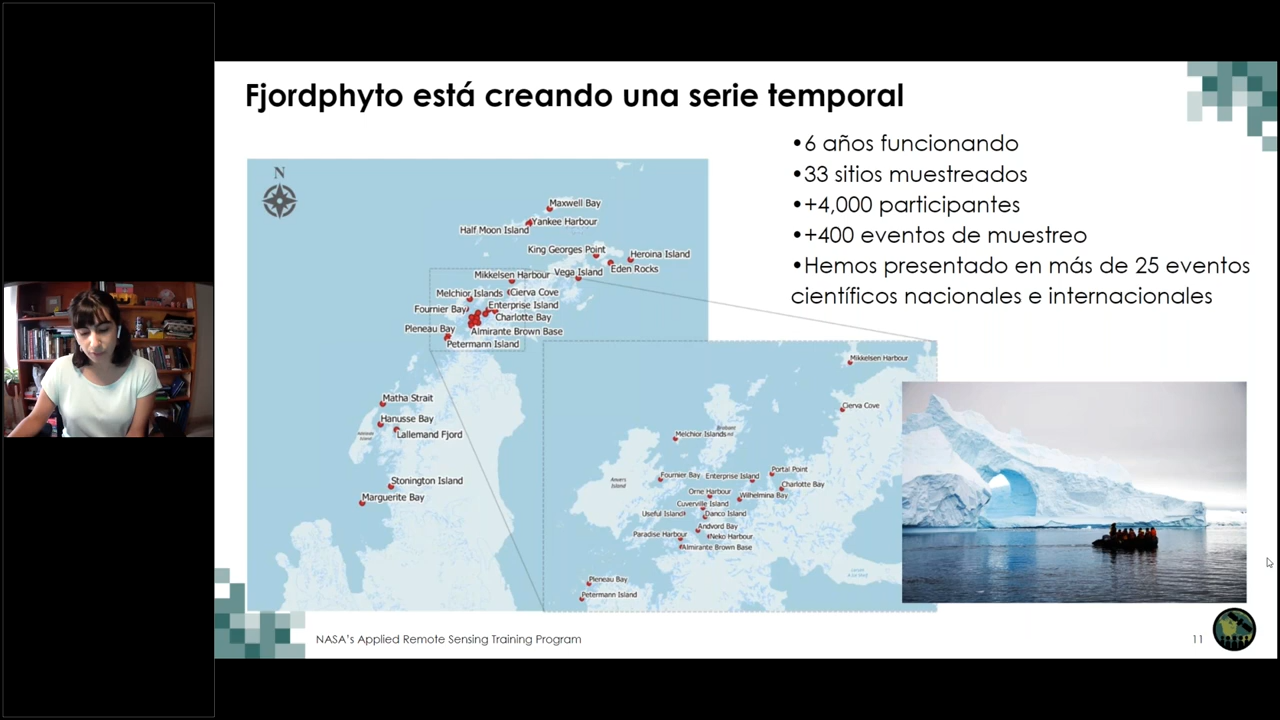 Fjordphyto está creando una serie temporal
•6 años funcionando
•33 sitios muestreados
•+4,000 participantes
•+400 eventos de muestreo
•Hemos presentado en más de 25 eventos
científicos nacionales e internacionales
N
Maxwell Bay
Yankee Harbour
Half Moon Island
King Georges Point
Heroina Island
Eden Rocks
Mikkelsen Harbour
Vega Island
Melchior Islands
Cierva Cove
Enterprise Island
Fournier Bay
Charlotte Bay
Pleneau Bay
Almirante Brown Base
Petermann Island
Matha Strait
Hanusse Bay
Lallemand Fjord
Stonington Island
Marguerite Bay
Mikkelsen Harbour
Cierva Cove
Melchior Islands
Portal Point
Fournier Bay
Enterprise Island
Anvers
Island
Charlotte Bay
Orne Harbour
Wilhelmina Bay
Cuverville Island
Useful Island
Danco Island
Andvord Bay
Paradise Harbour
Neko Harbour
Almirante Brown Base
Pleneau Bay
Petermann Island
NASA's Applied Remote Sensing Training Program
11